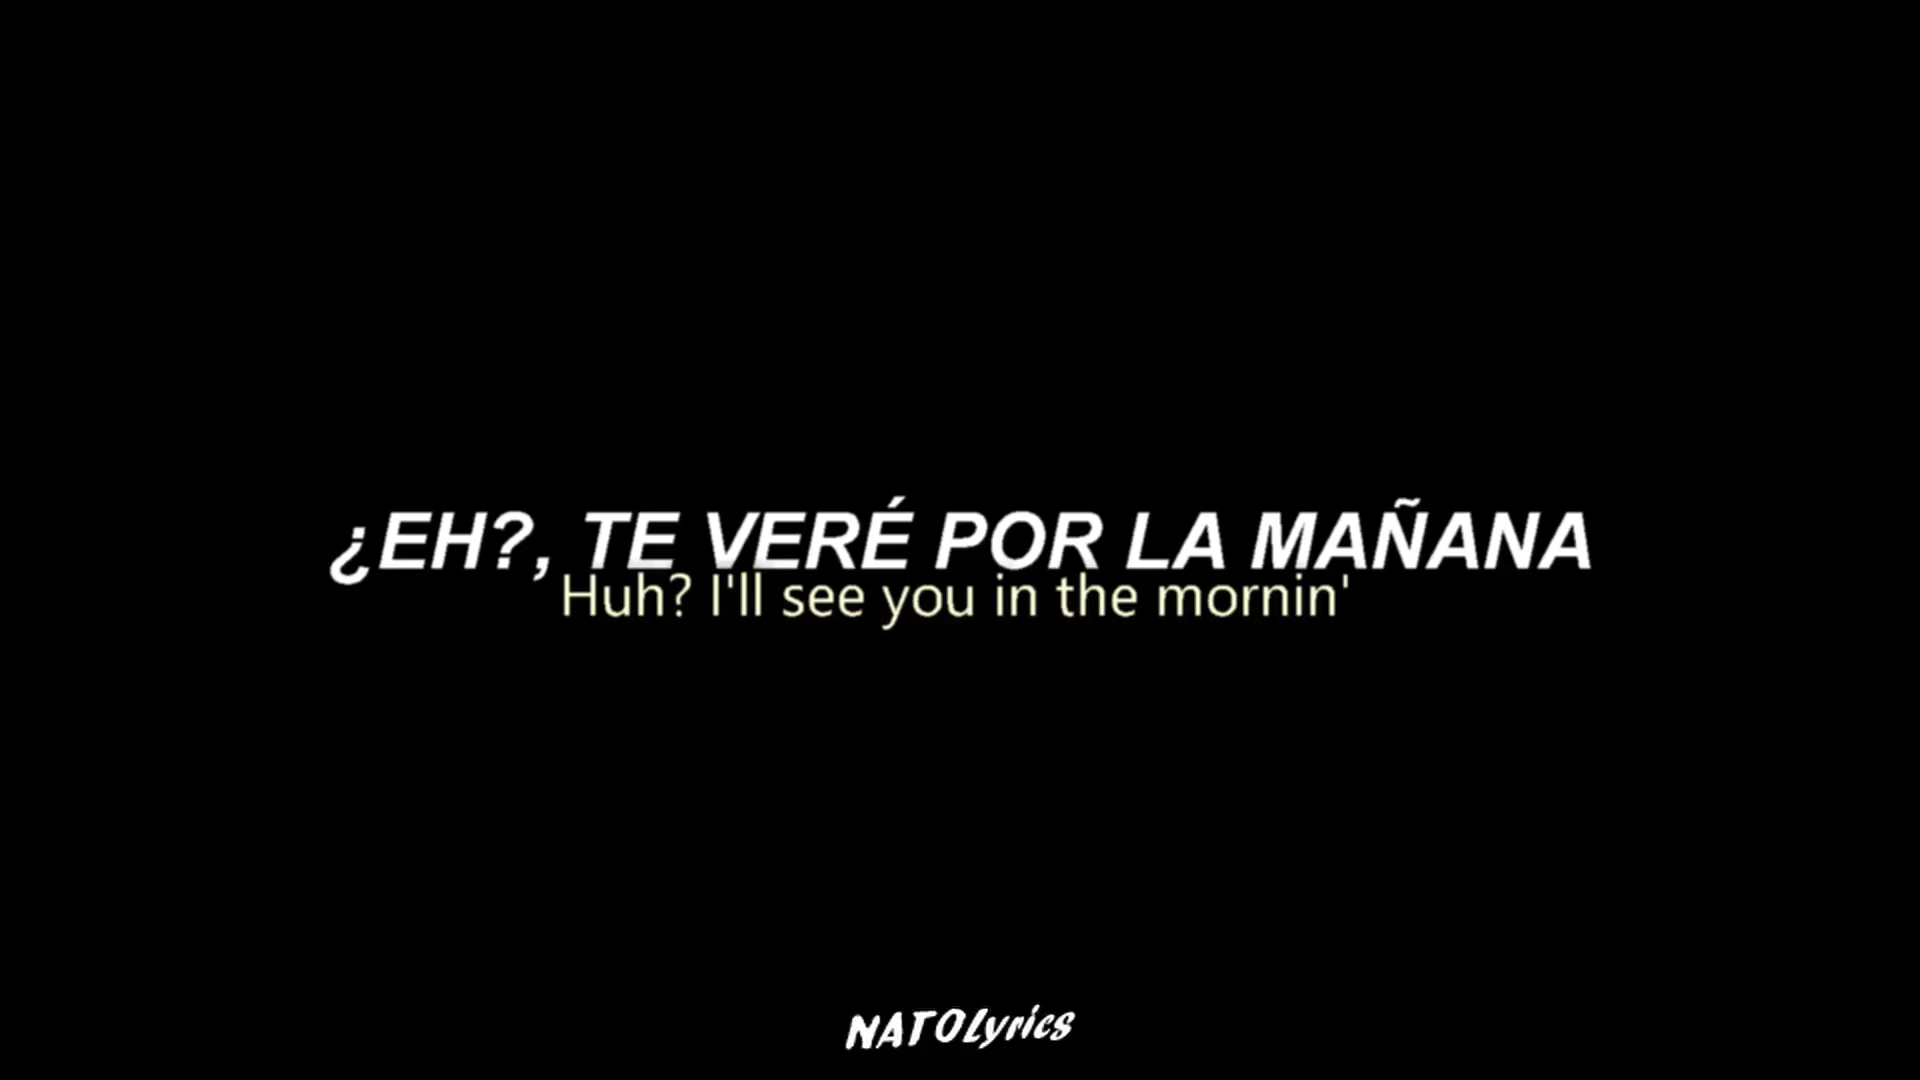 ¿EH?, TE VERÉ POR LA MAÑANA
Huh? I'll see you in the mornin'
NATOLyrics